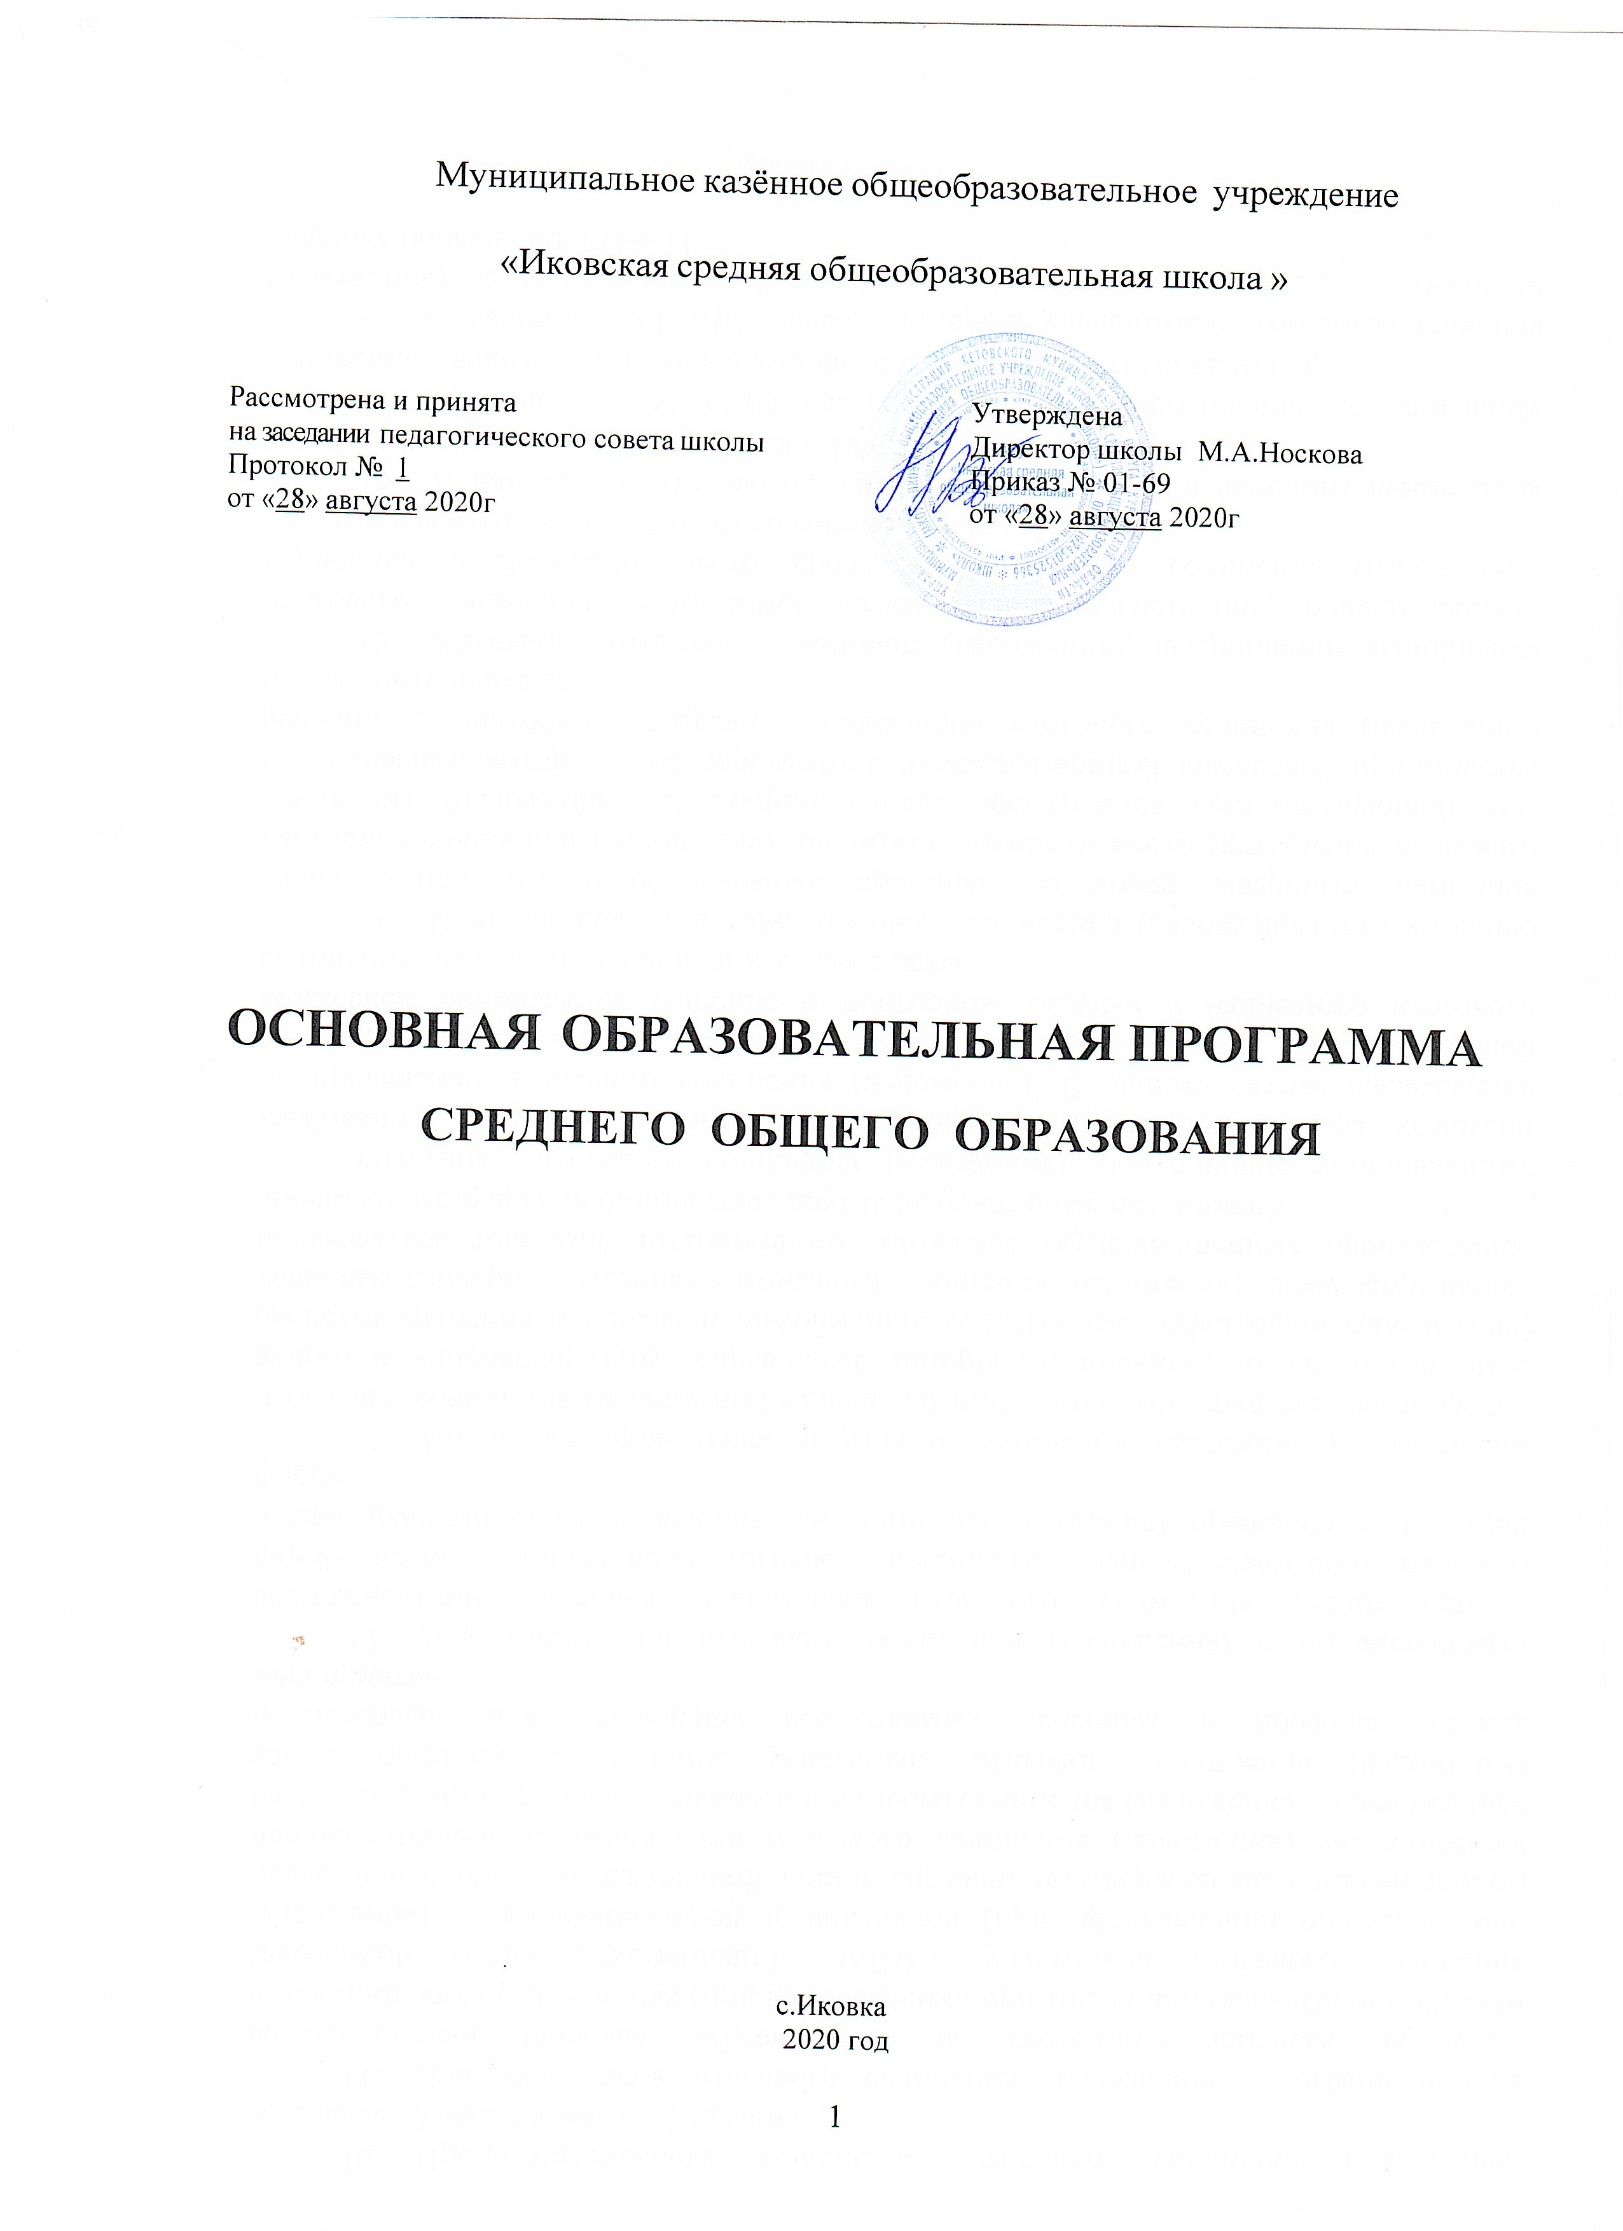 Муниципальное казённое общеобразовательное учреждение
«Иковская средняя общеобразовательная школа »
Рассмотрена и принята
на заседании педагогического совета школы
Протокол № 1
от «28» августа 2020г
Утверждена
Директор школы М.А.Носкова
Приказ № 01-69
от «28» августа 2020г
ОСНОВНАЯ ОБРАЗОВАТЕЛЬНАЯ ПРОГРАММА
СРЕДНЕГО ОБЩЕГО ОБРАЗОВАНИЯ
с.Иковка
2020 год
1